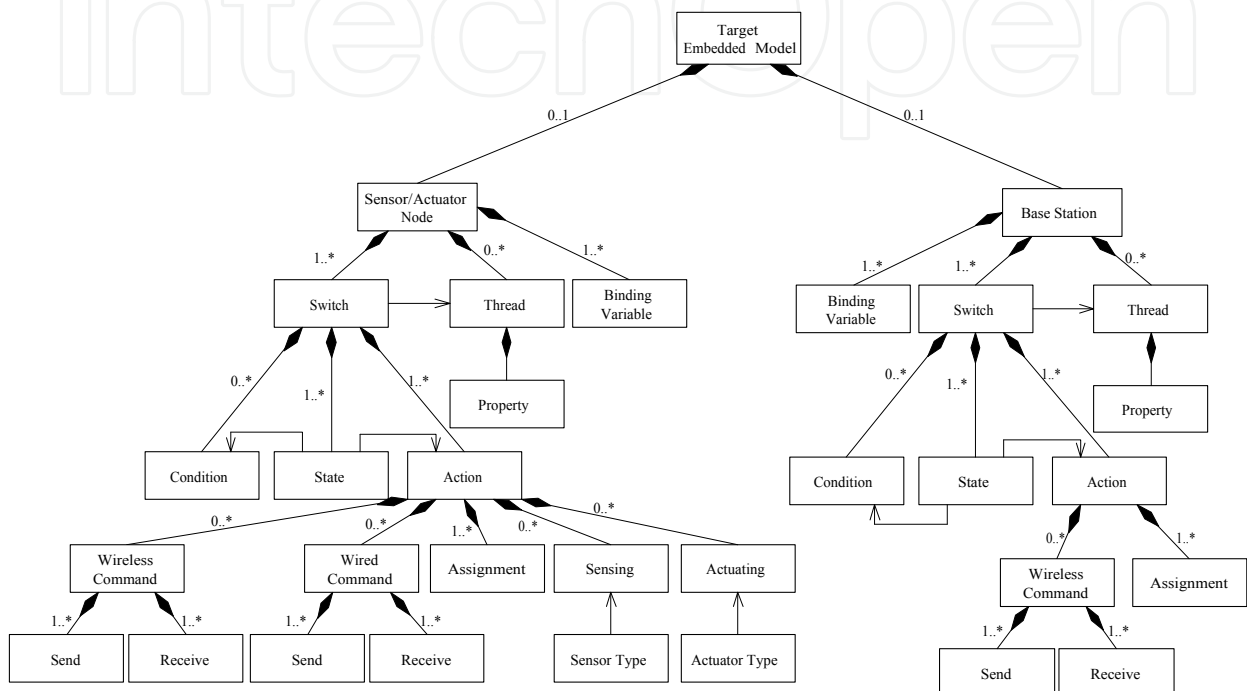 IntechOpen
Target
Embedded Model
0..1
0..1
Sensor/Actuator
Node
Base Station
1..*
0..*
1..*
1..*
1..*
0..*
Switch
Thread
Binding
Variable
Binding
Variable
Switch
Thread
0..*
1..*
1..*
Property
0..*
1..*
1..*
Property
Condition
State
Action
Condition
State
Action
0..*
0..*
1..*
0..*
0..*
0..*
1..*
Wireless
Command
Wired
Command
Assignment
Sensing
Actuating
Wireless
Command
Assignment
1..*
1..*
1..*
1..*
1..*
1..*
Send
Receive
Send
Receive
Sensor Type
Actuator Type
Send
Receive